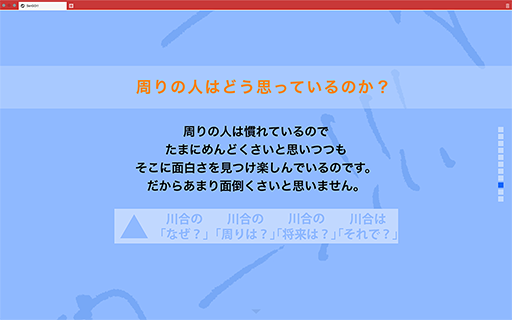 周りの人はどう思っているのか？
周りの人は慣れているので
たまにめんどくさいと思いつつも
そこに面白さを見つけ楽しんでいるのです。
だからあまり面倒くさいと思いません。
川合の 川合の 川合の 川合は
「なぜ？」「周りは？」「将来は？」「それで？」